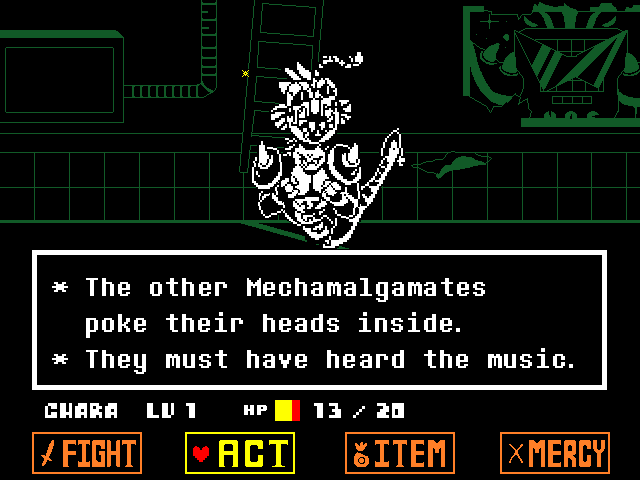 * The other Mechamalgamates
poke their heads inside.
* They must have heard the music.
CHARA LV 1 HP 13 / 20
FIGHT ACT ITEM MERCY